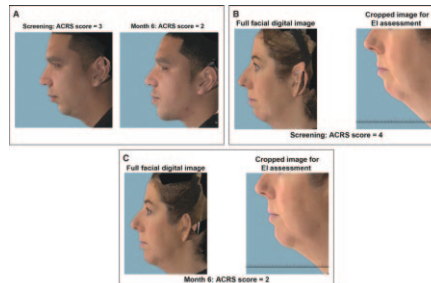 A
Screening: ACRS score = 3
Month 6: ACRS score = 2
B
Full facial digital image
Cropped image for
EI assessment
Screening: ACRS score = 4
C
Full facial digital image
Cropped image for
EI assessment
Month 6: ACRS score = 2